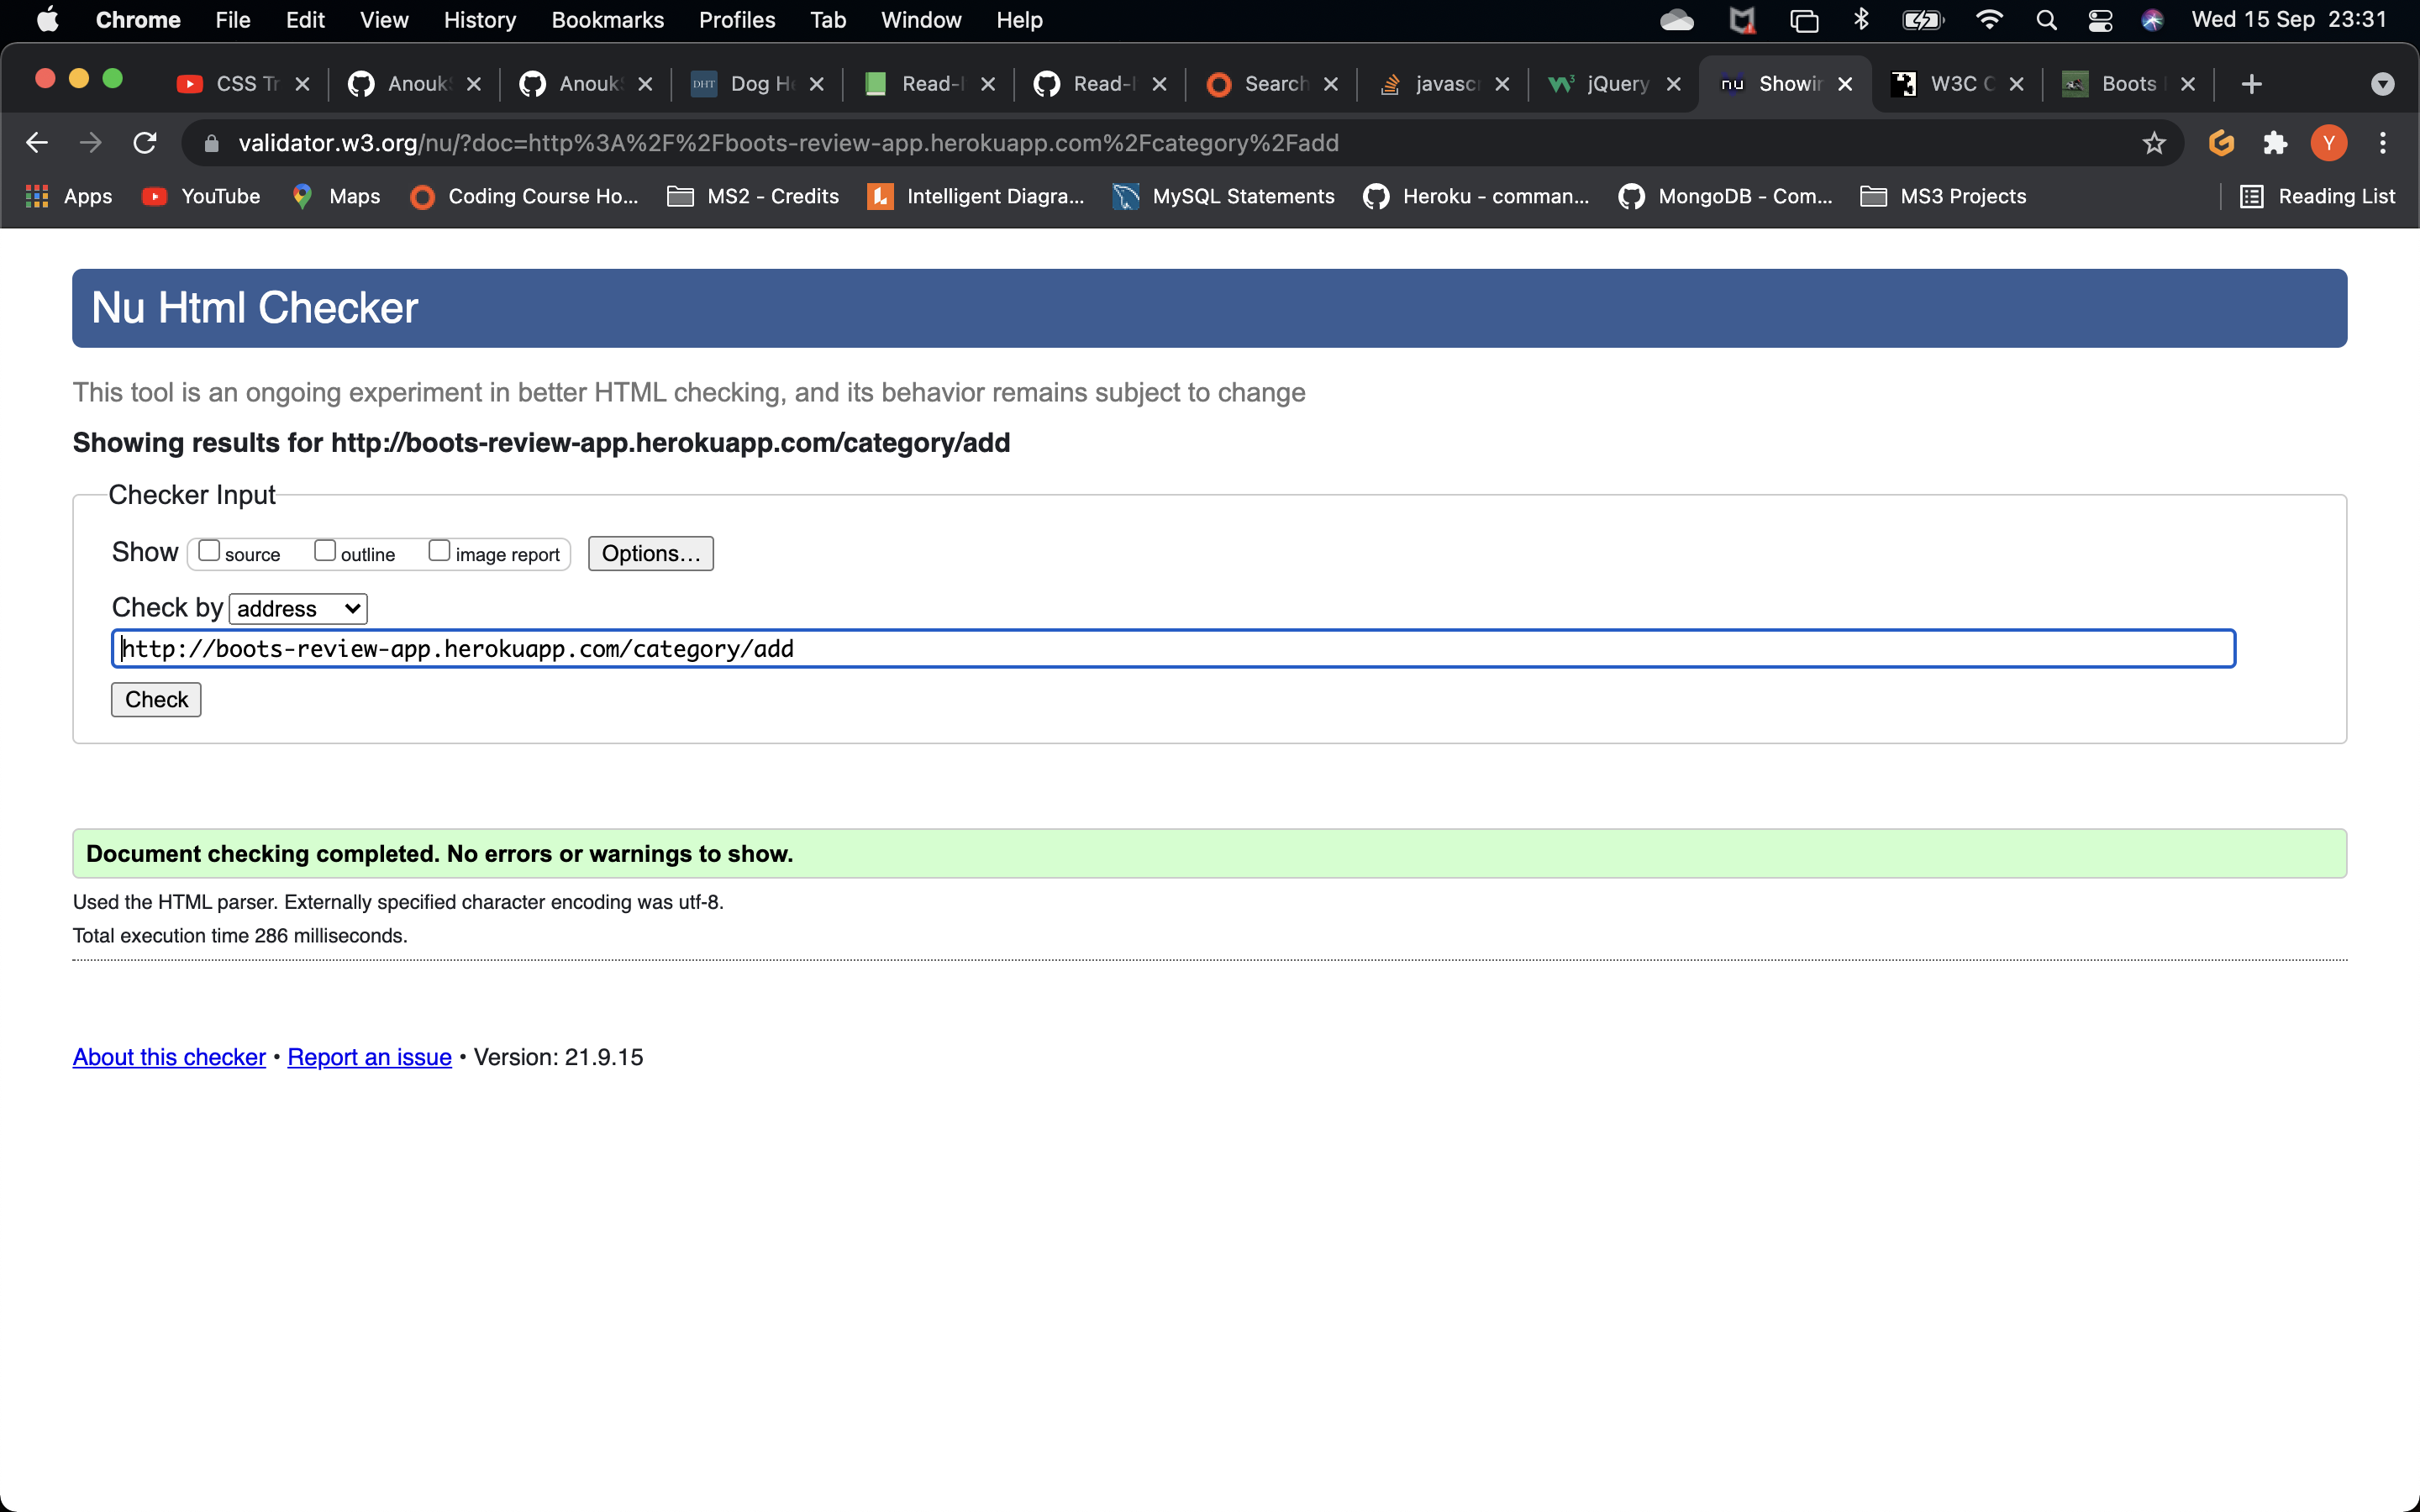 Chrome File Edit View History Bookmarks Profiles Tab Window Help Wed 15 Sep 23:31
CSS Tr Anouk Anouk DHT Dog H Read- Read- Search javasc jQuery nu Showin W3C C Boots
validator.w3.org/nu/?doc=http%3A%2F%2Fboots-review-app.herokuapp.com%2Fcategory%2Fadd Y
Apps YouTube Maps Coding Course Ho... MS2 - Credits Intelligent Diagra... MySQL Statements Heroku - comman... MongoDB - Com... MS3 Projects Reading List
Nu Html Checker
This tool is an ongoing experiment in better HTML checking, and its behavior remains subject to change
Showing results for http://boots-review-app.herokuapp.com/category/add
Checker Input
Show source outline image report Options...
Check by address
http://boots-review-app.herokuapp.com/category/add
Check
Document checking completed. No errors or warnings to show.
Used the HTML parser. Externally specified character encoding was utf-8.
Total execution time 286 milliseconds.
About this checker • Report an issue • Version: 21.9.15